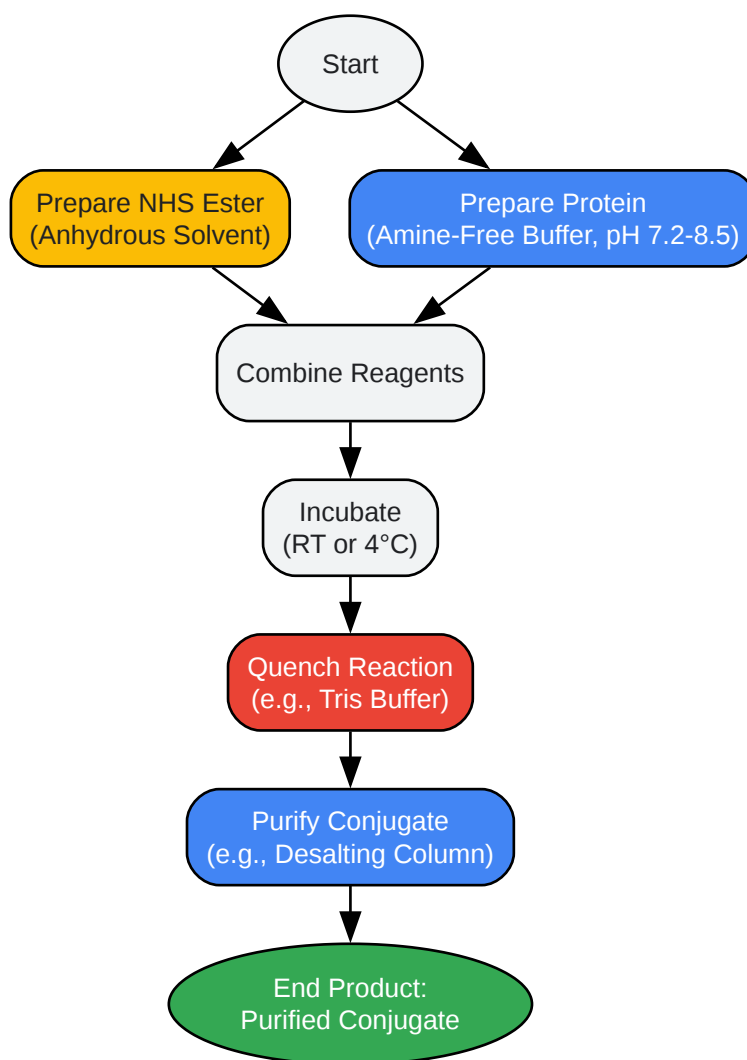 Start
Prepare NHS Ester
(Anhydrous Solvent)
Prepare Protein
(Amine-Free Buffer, pH 7.2-8.5)
Combine Reagents
Incubate
(RT or 4°C)
Quench Reaction
(e.g., Tris Buffer)
Purify Conjugate
(e.g., Desalting Column)
End Product:
Purified Conjugate